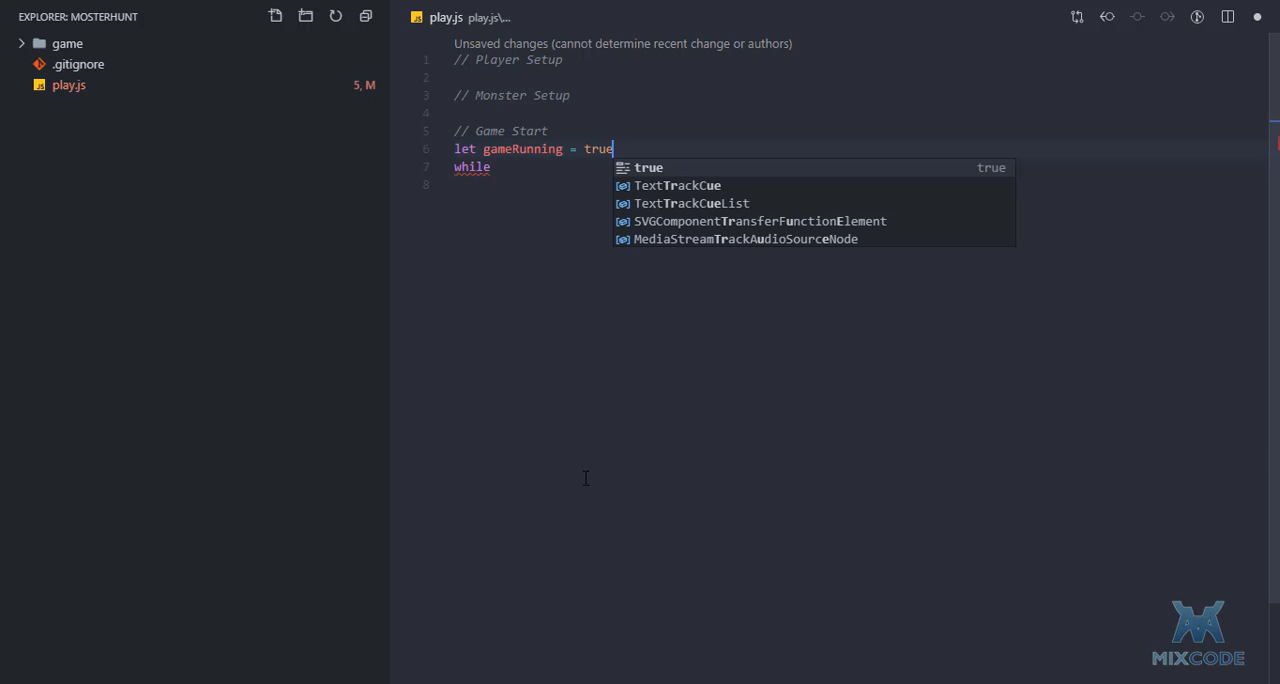 EXPLORER: MOSTERHUNT
game
.gitignore
play.js 5, M
play.js play.js\...
Unsaved changes (cannot determine recent change or authors)
1 // Player Setup
2
3 // Monster Setup
4
5 // Game Start
6 let gameRunning = true
7 while
8
true true
TextTrackCue
TextTrackCueList
SVGComponentTransferFunctionElement
MediaStreamTrackAudioSourceNode
MIXCODE